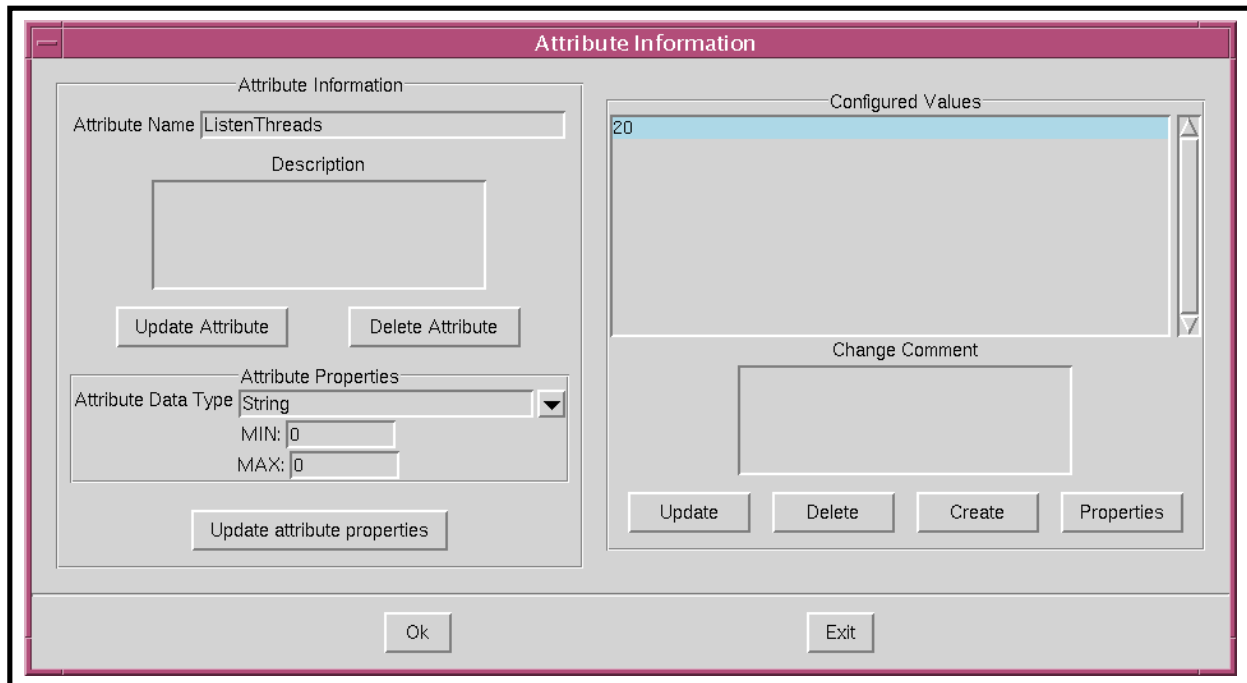 Attribute Information
Attribute Information
Attribute Name ListenThreads
Description
Update Attribute
Delete Attribute
Attribute Properties
Attribute Data Type String
MIN: 0
MAX: 0
Update attribute properties
Configured Values
20
Change Comment
Update
Delete
Create
Properties
Ok
Exit